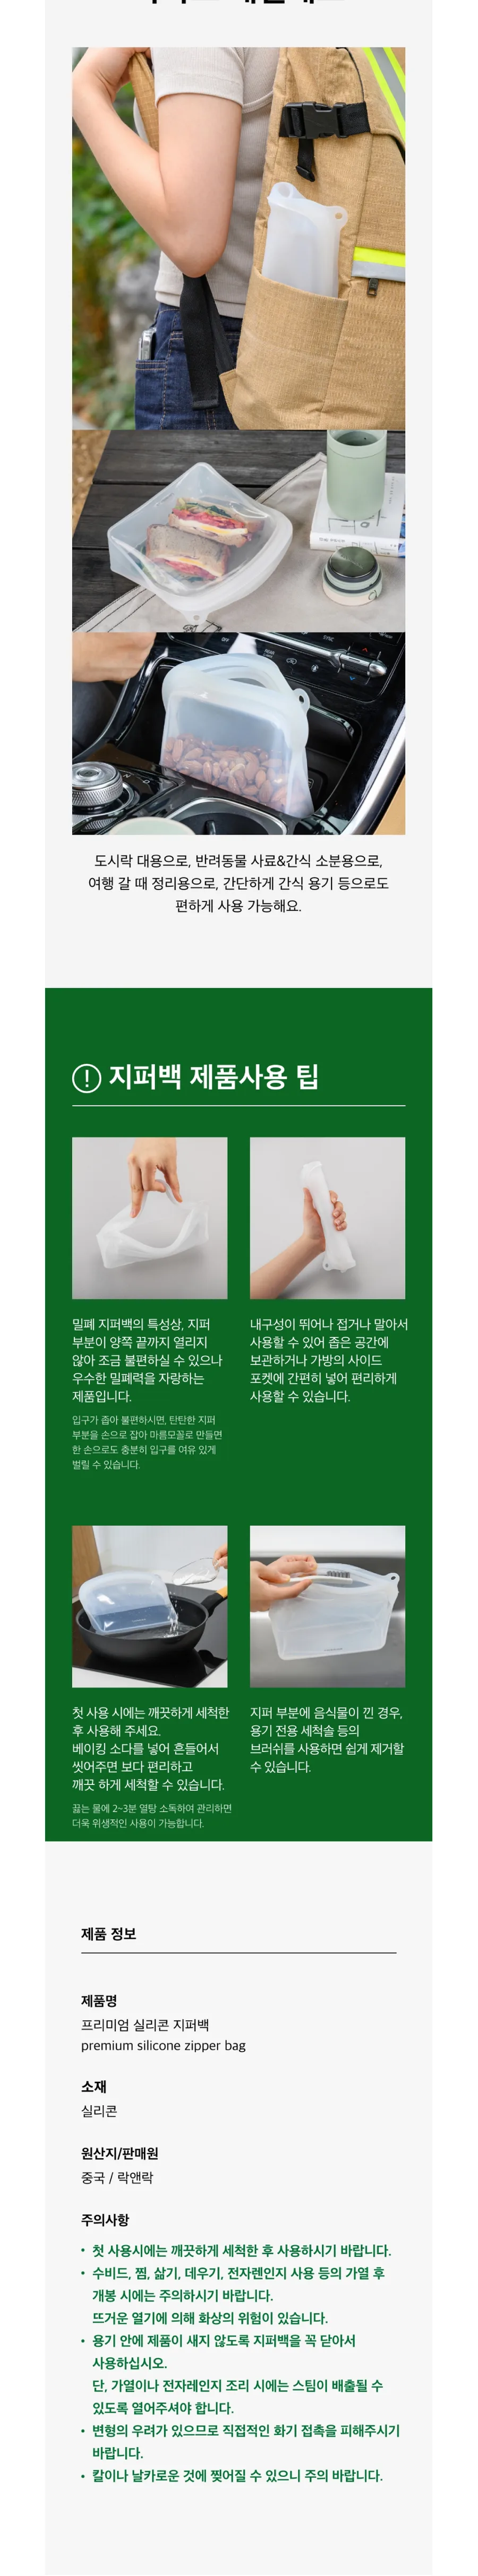 도시락 대용으로, 반려동물 사료&간식 소분용으로,
여행 갈 때 정리용으로, 간단하게 간식 용기 등으로도
편하게 사용 가능해요.
지퍼백 제품사용 팁
밀폐 지퍼백의 특성상, 지퍼
부분이 양쪽 끝까지 열리지
않아 조금 불편하실 수 있으나
우수한 밀폐력을 자랑하는
제품입니다.
입구가 좁아 불편하시면, 탄탄한 지퍼
부분을 손으로 잡아 마름모꼴로 만들면
한 손으로도 충분히 입구를 여유 있게
벌릴 수 있습니다.
내구성이 뛰어나 접거나 말아서
사용할 수 있어 좁은 공간에
보관하거나 가방의 사이드
포켓에 간편히 넣어 편리하게
사용할 수 있습니다.
첫 사용 시에는 깨끗하게 세척한
후 사용해 주세요.
베이킹 소다를 넣어 흔들어서
씻어주면 보다 편리하고
깨끗 하게 세척할 수 있습니다.
끓는 물에 2~3분 열탕 소독하여 관리하면
더욱 위생적인 사용이 가능합니다.
지퍼 부분에 음식물이 낀 경우,
용기 전용 세척솔 등의
브러쉬를 사용하면 쉽게 제거할
수 있습니다.
제품 정보
제품명
프리미엄 실리콘 지퍼백
premium silicone zipper bag
소재
실리콘
원산지/판매원
중국 / 락앤락
주의사항
• 첫 사용시에는 깨끗하게 세척한 후 사용하시기 바랍니다.
• 수비드, 찜, 삶기, 데우기, 전자렌인지 사용 등의 가열 후
개봉 시에는 주의하시기 바랍니다.
뜨거운 열기에 의해 화상의 위험이 있습니다.
• 용기 안에 제품이 새지 않도록 지퍼백을 꼭 닫아서
사용하십시오.
단, 가열이나 전자레인지 조리 시에는 스팀이 배출될 수
있도록 열어주셔야 합니다.
• 변형의 우려가 있으므로 직접적인 화기 접촉을 피해주시기
바랍니다.
• 칼이나 날카로운 것에 찢어질 수 있으니 주의 바랍니다.